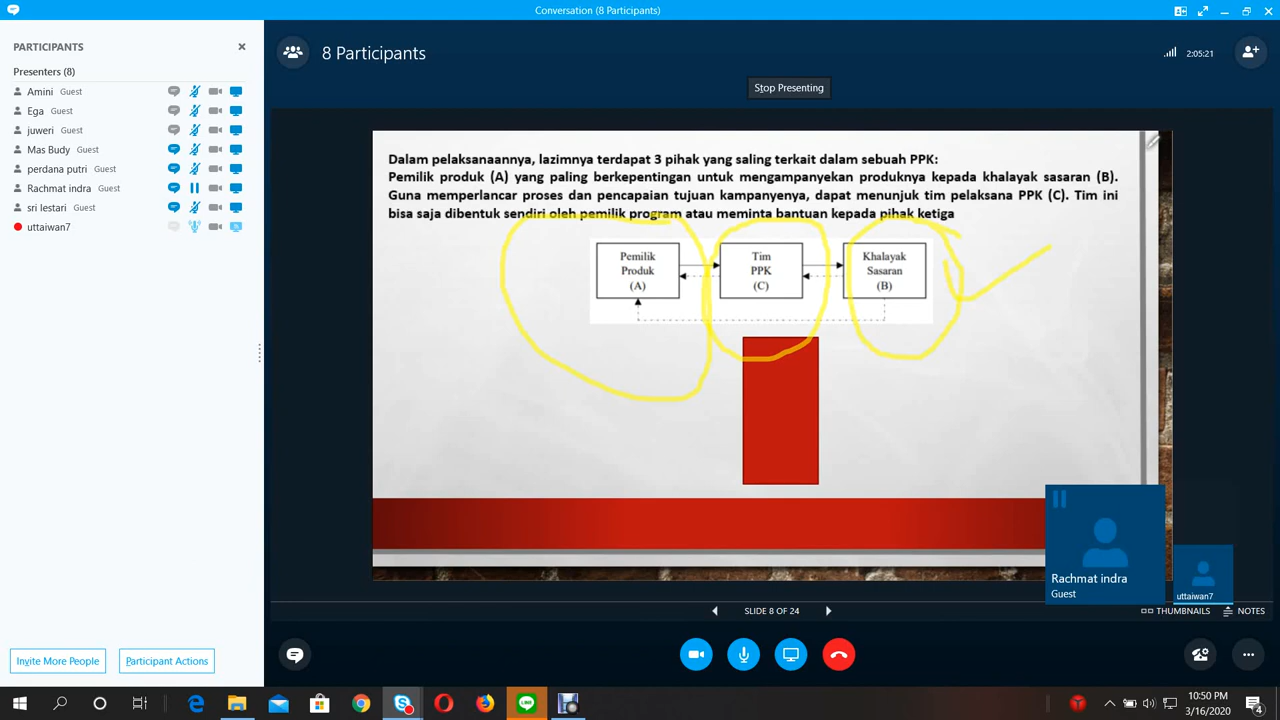 Conversation (8 Participants)
PARTICIPANTS
Presenters (8)
Amini Guest
Ega Guest
juweri Guest
Mas Budy Guest
perdana putri Guest
Rachmat indra Guest
sri lestari Guest
uttaiwan7
Invite More People
Participant Actions
8 Participants
2:05:21
Stop Presenting
Dalam pelaksanaannya, lazimnya terdapat 3 pihak yang saling terkait dalam sebuah PPK:
Pemilik produk (A) yang paling berkepentingan untuk mengampanyekan produknya kepada khalayak sasaran (B).
Guna memperlancar proses dan pencapaian tujuan kampanyenya, dapat menunjuk tim pelaksana PPK (C). Tim ini
bisa saja dibentuk sendiri oleh pemilik program atau meminta bantuan kepada pihak ketiga
Pemilik
Produk
(A)
Tim
PPK
(C)
Khalayak
Sasaran
(B)
Rachmat indra
Guest
uttaiwan7
SLIDE 8 OF 24
THUMBNAILS
NOTES
10:50 PM
3/16/2020
4